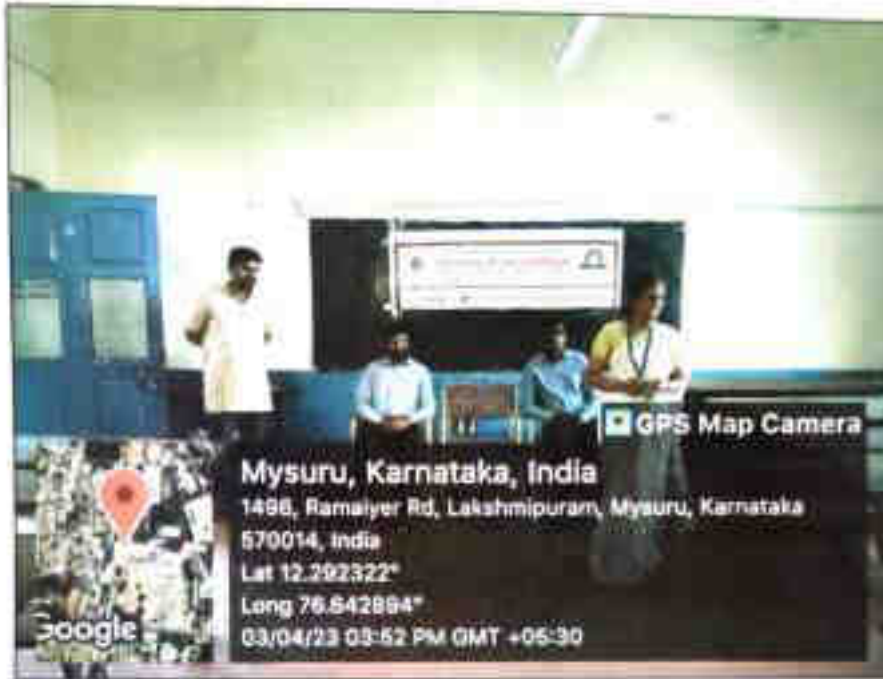 GPS Map Camera
Mysuru, Karnataka, India
1496, Ramaiyer Rd, Lakshmipuram, Mysuru, Karnataka
570014, India
Lat 12.292322°
Long 76.642894°
03/04/23 03:52 PM GMT +05:30
Google